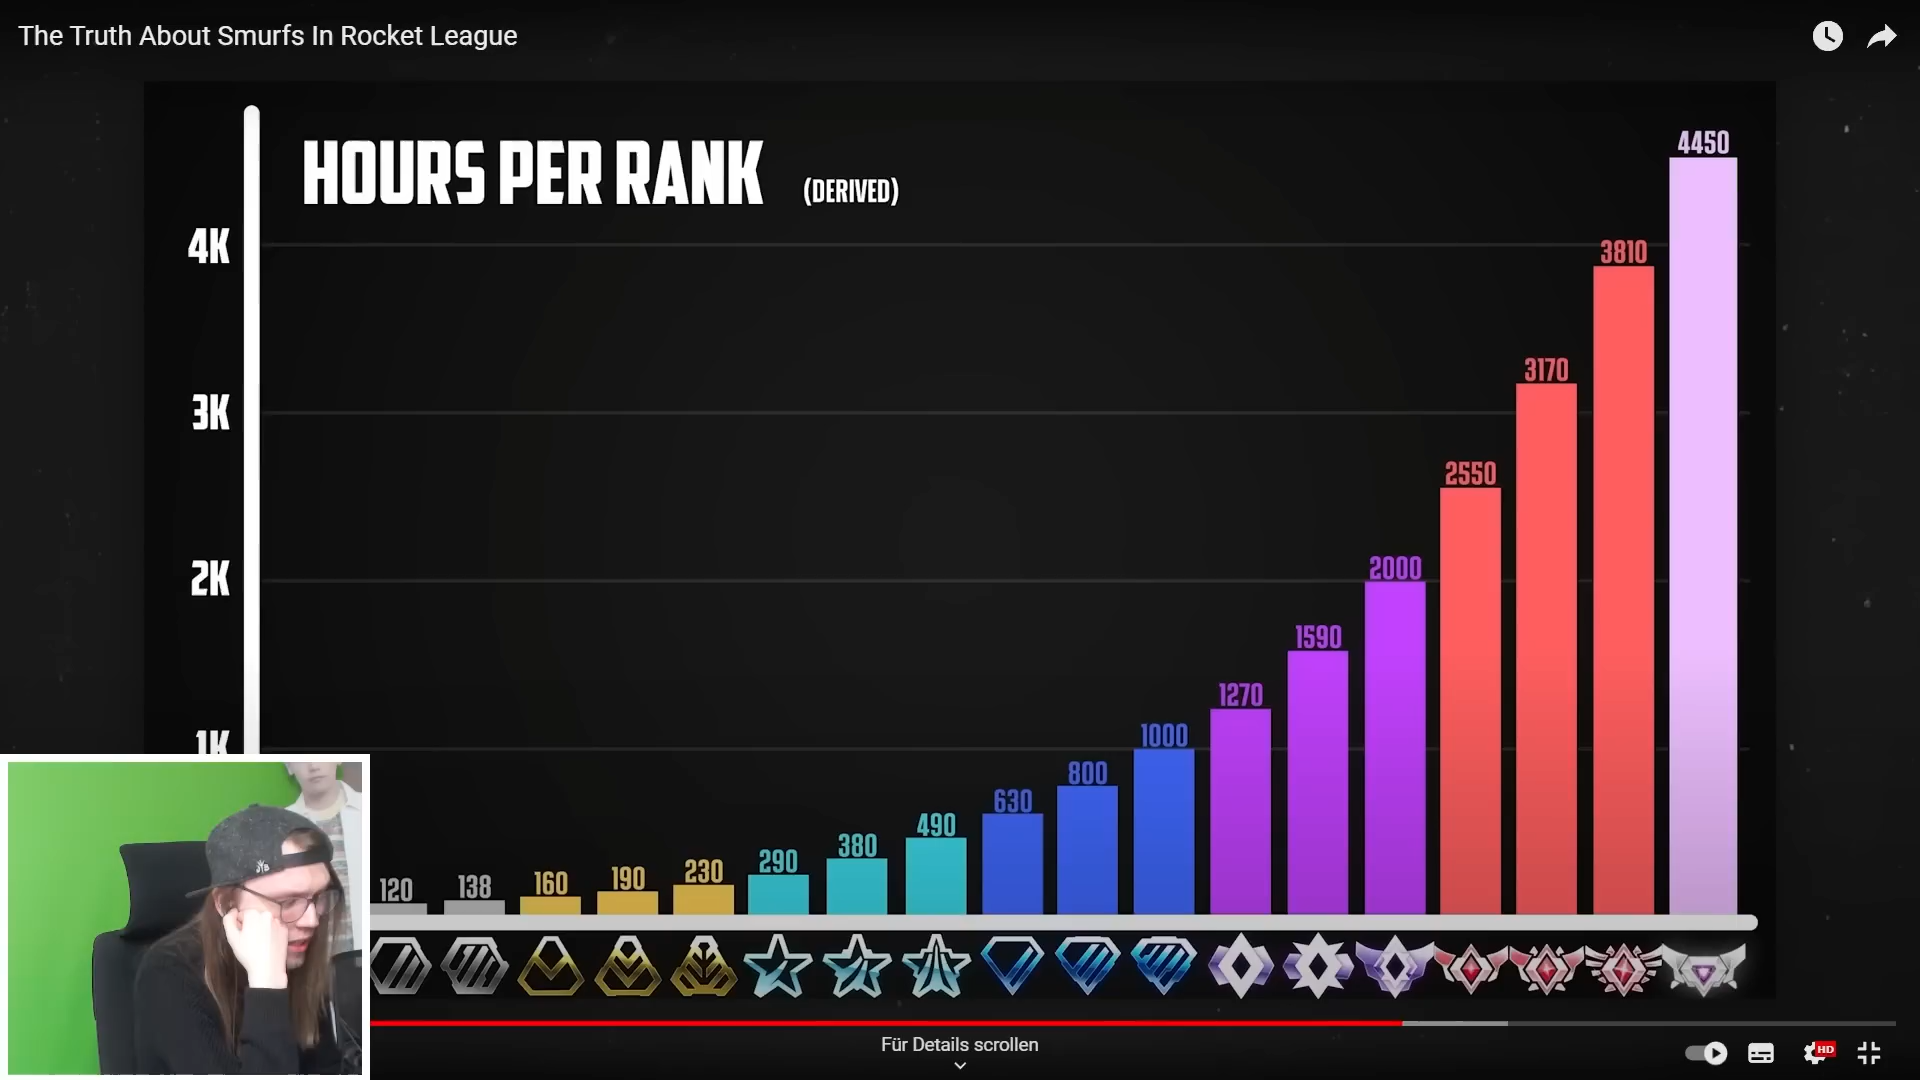 The Truth About Smurfs In Rocket League
HOURS PER RANK (DERIVED)
4K
3K
2K
1K
120
138
160
190
230
290
380
490
630
800
1000
1270
1590
2000
2550
3170
3810
4450
Für Details scrollen
HD